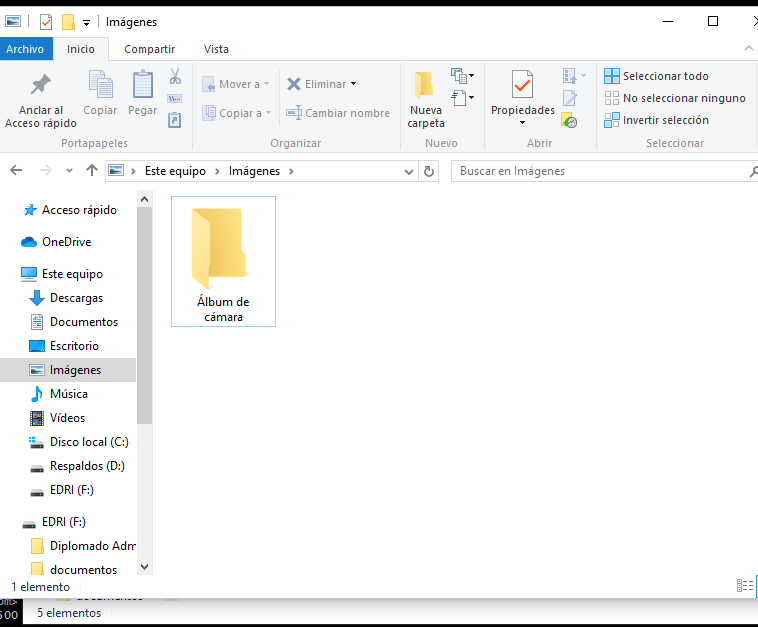 Imágenes
Archivo Inicio Compartir Vista
Anclar al
Acceso rápido
Copiar
Pegar
Mover a
Copiar a
Eliminar
Cambiar nombre
Nueva
carpeta
Propiedades
Seleccionar todo
No seleccionar ninguno
Invertir selección
Portapapeles Organizar Nuevo Abrir Seleccionar
Este equipo Imágenes
Buscar en Imágenes
Acceso rápido
OneDrive
Este equipo
Descargas
Documentos
Escritorio
Imágenes
Música
Vídeos
Disco local (C:)
Respaldos (D:)
EDRI (F:)
EDRI (F:)
Diplomado Adm
documentos
Álbum de
cámara
1 elemento
5 elementos